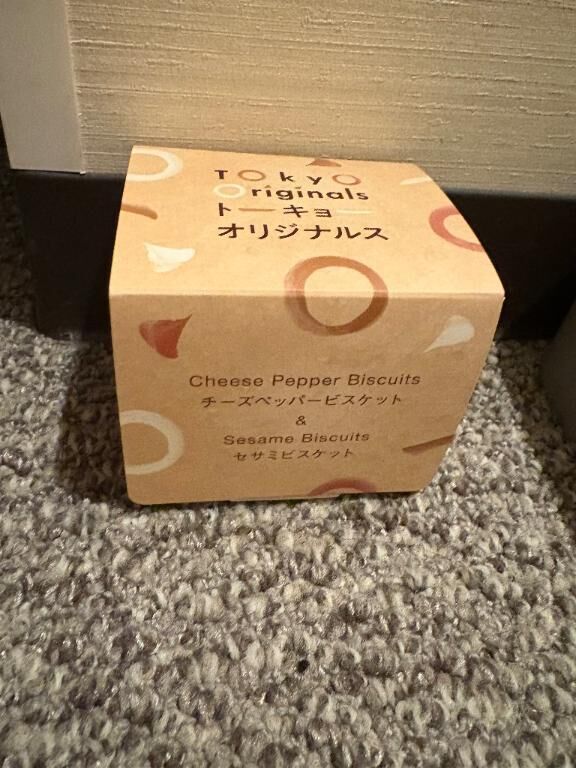 Tokyo
Originals
トーキョー
オリジナルス
Cheese Pepper Biscuits
チーズペッパービスケット
&
Sesame Biscuits
セサミビスケット